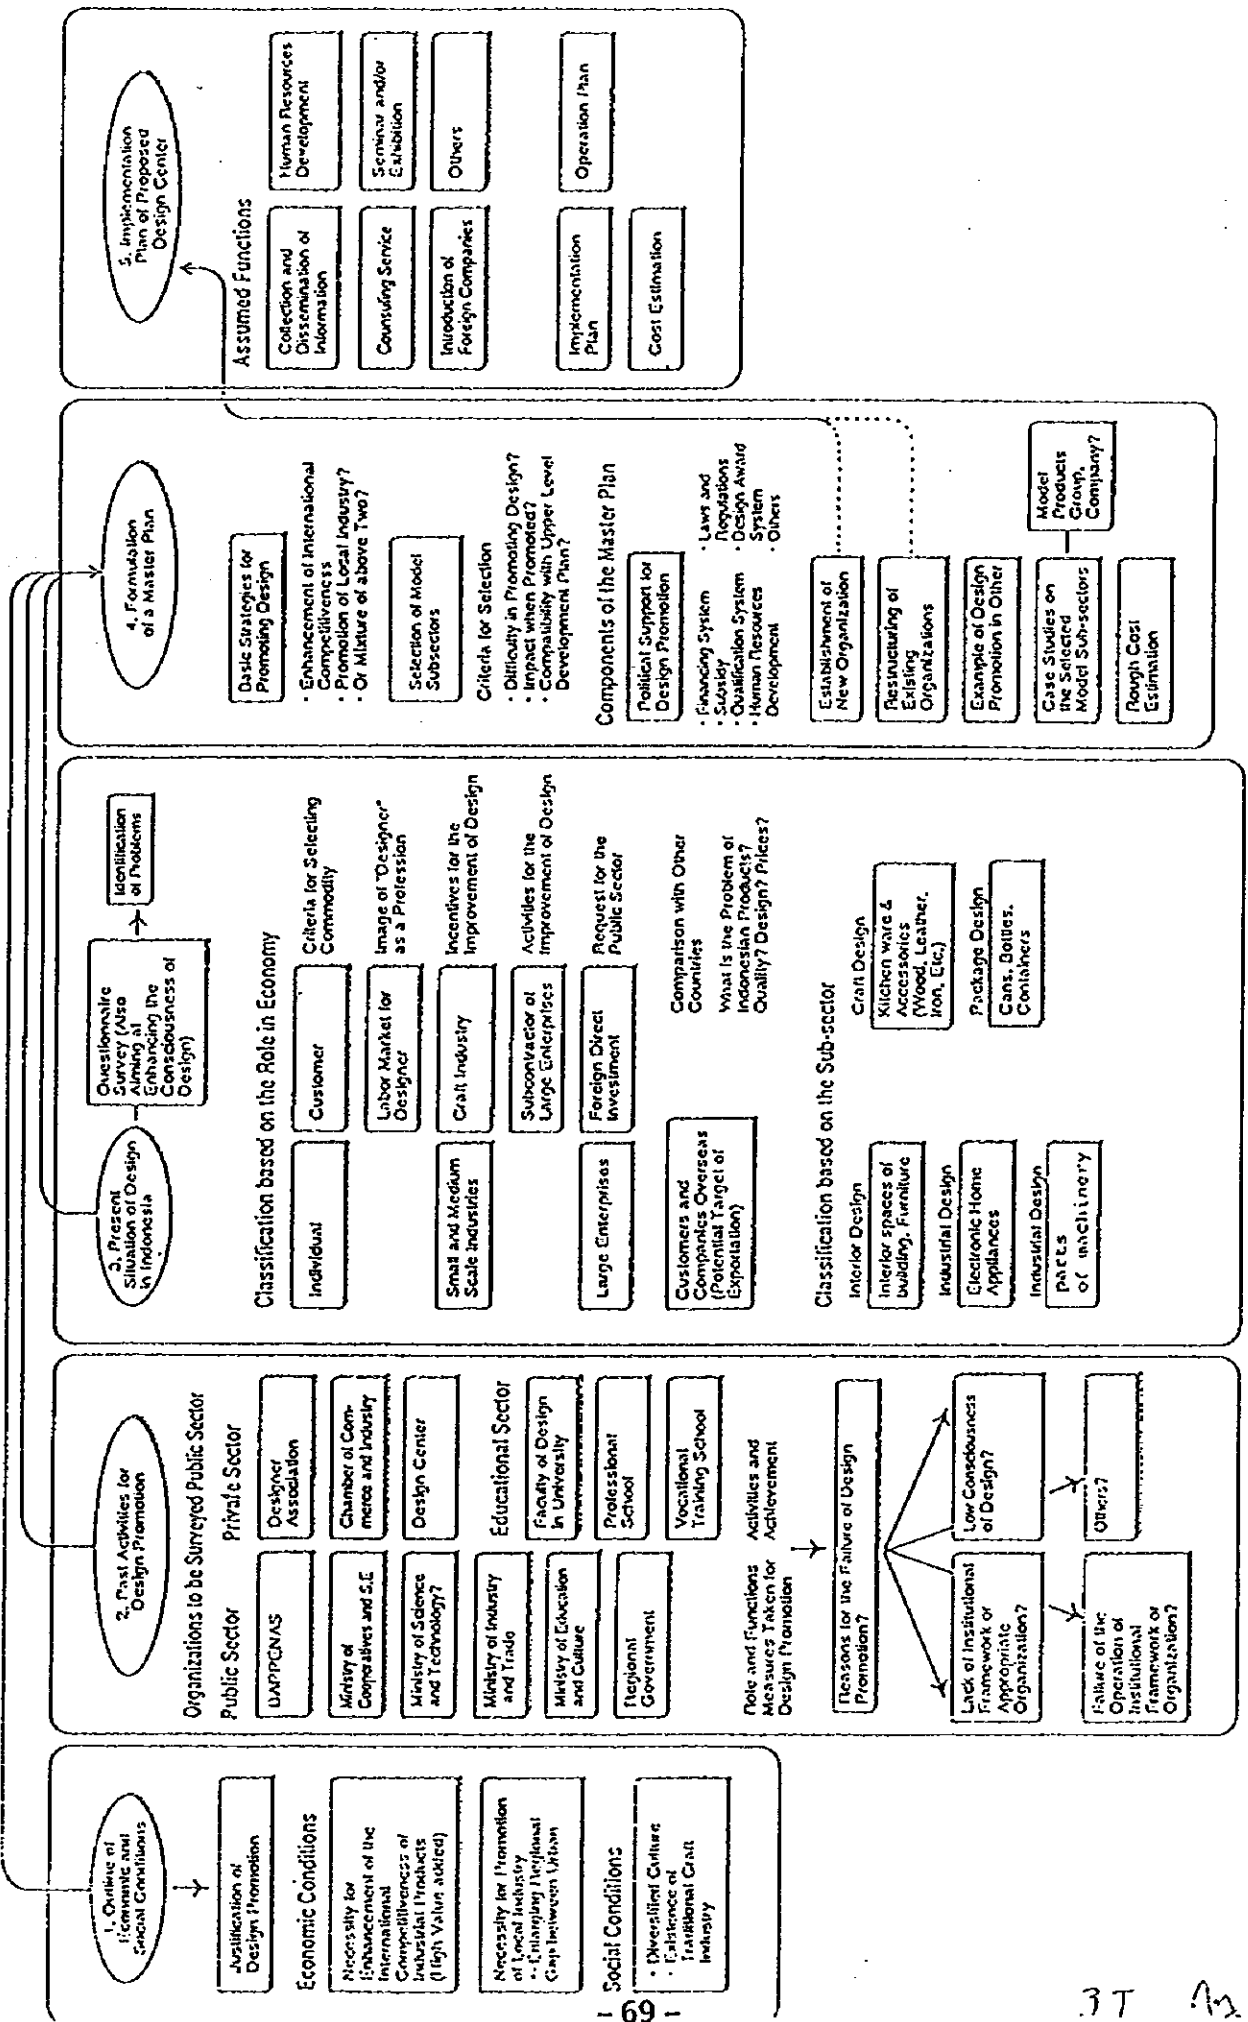 1. Outline of
Economic and
Social Conditions
Justification of
Design Promotion
Economic Conditions
Necessity for
Enhancement of the
International
Competitiveness of
Industrial Products
(High Value added)
Necessity for Promotion
of Local Industry
Enlarging Regional
Gap between Urban
Social Conditions
• Diversified Culture
• Existence of
Traditional Craft
Industry
2. Past Activities for
Design Promotion
Organizations to be Surveyed Public Sector
Public Sector
Private Sector
BAPPENAS
Designer
Association
Ministry of
Cooperatives and S.E
Chamber of Com-
merce and Industry
Ministry of Science
and Technology?
Design Center
Educational Sector
Ministry of Industry
and Trade
Faculty of Design
in University
Ministry of Education
and Culture
Professional
School
Regional
Government
Vocational
Training School
Role and Functions
Measures Taken for
Design Promotion
Activities and
Achievement
Reasons for the Failure of Design
Promotion?
Lack of Institutional
Framework or
Appropriate
Organization?
Low Consciousness
of Design?
Failure of the
Operation of
Institutional
Framework or
Organization?
Others?
3. Present
Situation of Design
in Indonesia
Questionnaire
Survey (Also
Aiming at
Enhancing the
Consciousness of
Design)
Identification
of Problems
Classification based on the Role in Economy
Individual
Customer
Criteria for Selecting
Commodity
Labor Market for
Designer
Image of "Designer"
as a Profession
Small and Medium
Scale Industries
Craft Industry
Incentives for the
Improvement of Design
Subcontractor of
Large Enterprises
Activities for the
Improvement of Design
Large Enterprises
Foreign Direct
Investment
Request for the
Public Sector
Customers and
Companies Overseas
(Potential Target of
Exportation)
Comparison with Other
Countries
What is the Problem of
Indonesian Products?
Quality? Design? Prices?
Classification based on the Sub-sector
Interior Design
Interior spaces of
building, Furniture
Craft Design
Kitchen ware &
Accessories
(Wood, Leather,
Iron, Etc.)
Industrial Design
Electronic Home
Appliances
Package Design
Cans, Bottles,
Containers
Industrial Design
parts
of machinery
4. Formulation
of a Master Plan
Basic Strategies for
Promoting Design
• Enhancement of International
Competitiveness
• Promotion of Local Industry?
• Or Mixture of above Two?
Selection of Model
Subsectors
Criteria for Selection
• Difficulty in Promoting Design?
• Impact when Promoted?
• Compatibility with Upper Level
Development Plan?
Components of the Master Plan
Political Support for
Design Promotion
• Financing System
• Subsidy
• Qualification System
• Human Resources
Development
• Laws and
Regulations
• Design Award
System
• Others
Establishment of
New Organization
Restructuring of
Existing
Organizations
Example of Design
Promotion in Other
Case Studies on
the Selected
Model Sub-sectors
Model
Products
Group,
Company?
Rough Cost
Estimation
5. Implementation
Plan of Proposed
Design Center
Assumed Functions
Collection and
Dissemination of
Information
Human Resources
Development
Counsuling Service
Seminar and/or
Exhibition
Introduction of
Foreign Companies
Others
Implementation
Plan
Operation Plan
Cost Estimation
- 69 -